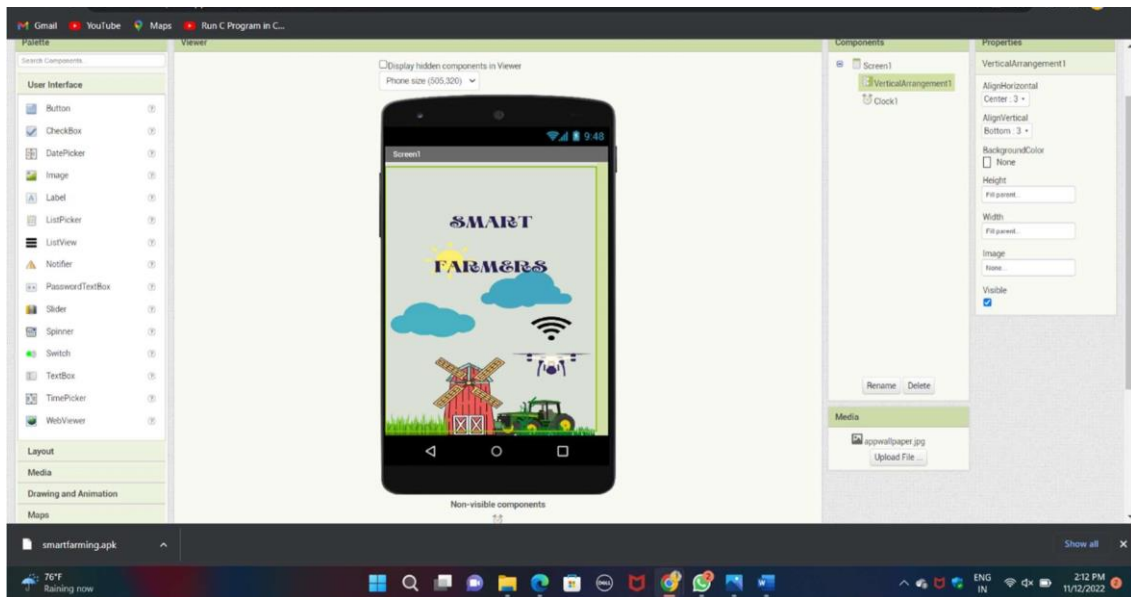 Gmail YouTube Maps Run C Program in C...
Palette Viewer Components Properties
Search Components...
User Interface
Button
CheckBox
DatePicker
Image
Label
ListPicker
ListView
Notifier
PasswordTextBox
Slider
Spinner
Switch
TextBox
TimePicker
WebViewer
Layout
Media
Drawing and Animation
Maps
Display hidden components in Viewer
Phone size (505,320)
9:48
Screen1
SMART
FARMERS
Non-visible components
Screen1
VerticalArrangement1
Clock1
Rename Delete
Media
appwallpaper.jpg
Upload File ...
VerticalArrangement1
AlignHorizontal
Center : 3
AlignVertical
Bottom : 3
BackgroundColor
None
Height
Fill parent...
Width
Fill parent...
Image
None...
Visible
smartfarming.apk Show all
76°F
Raining now
DELL
ENG
IN
2:12 PM
11/12/2022